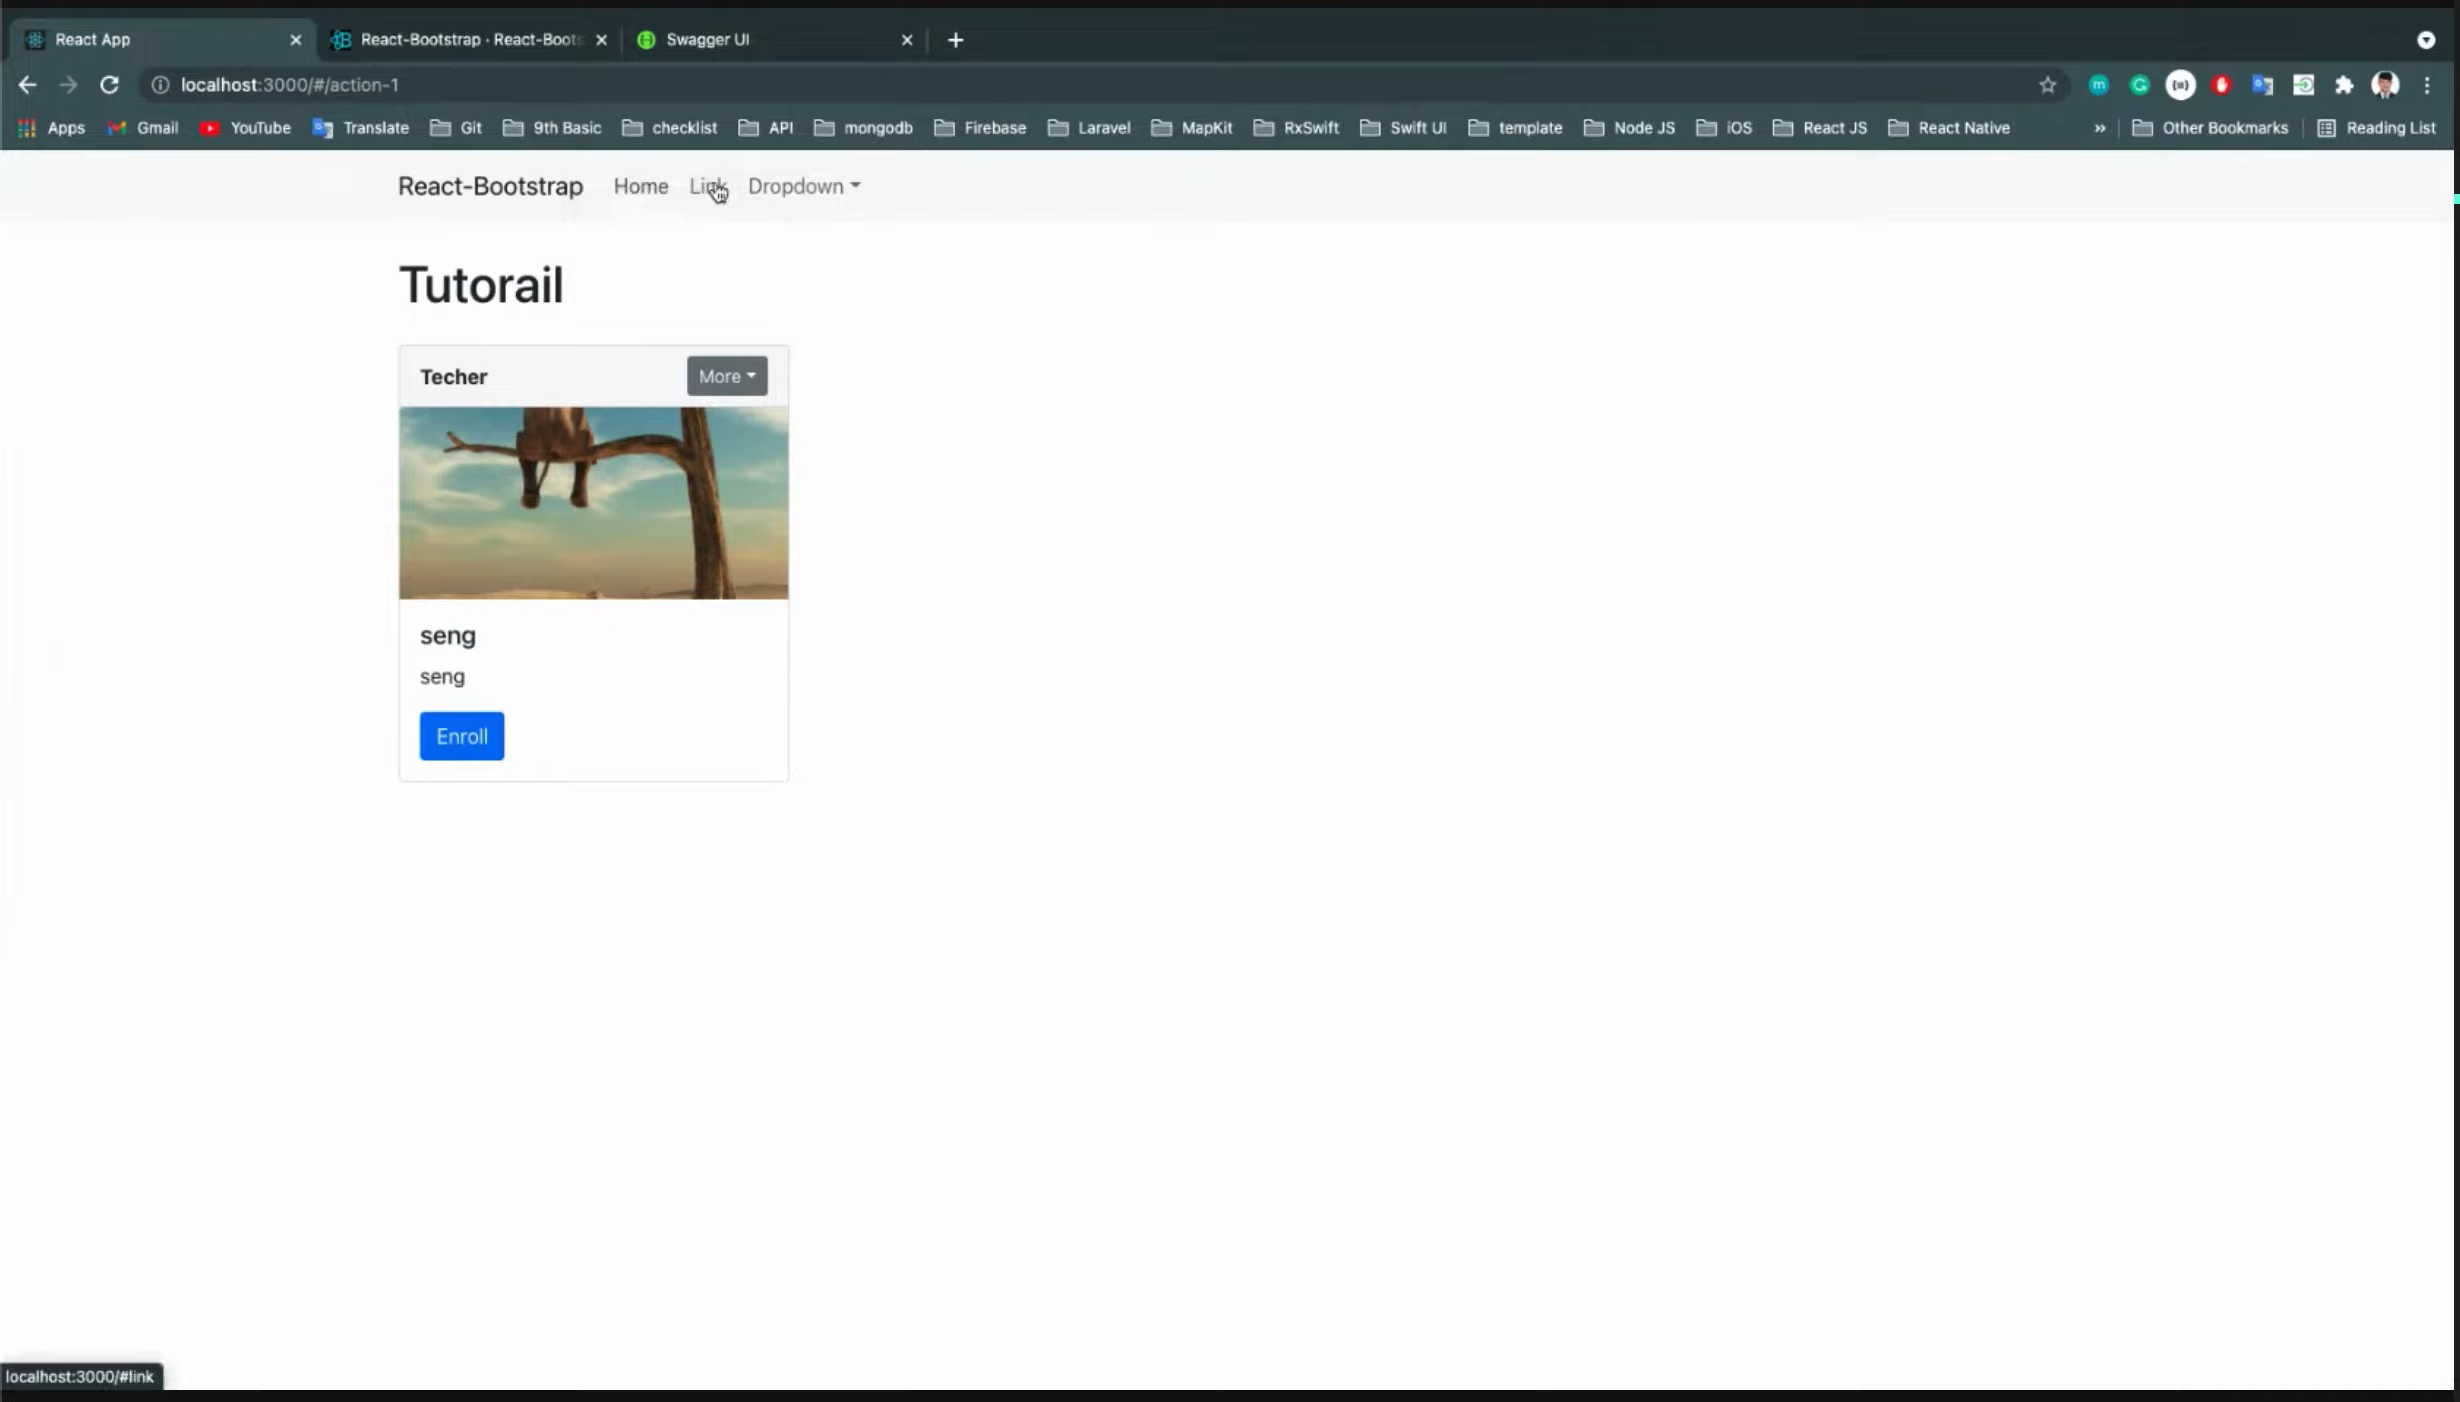 React App
React-Bootstrap · React-Boots
Swagger UI
localhost:3000/#/action-1
Apps Gmail YouTube Translate Git 9th Basic checklist API mongodb Firebase Laravel MapKit RxSwift Swift UI template Node JS iOS React JS React Native » Other Bookmarks Reading List
React-Bootstrap Home Link Dropdown
Tutorail
Techer More
seng
seng
Enroll
localhost:3000/#link